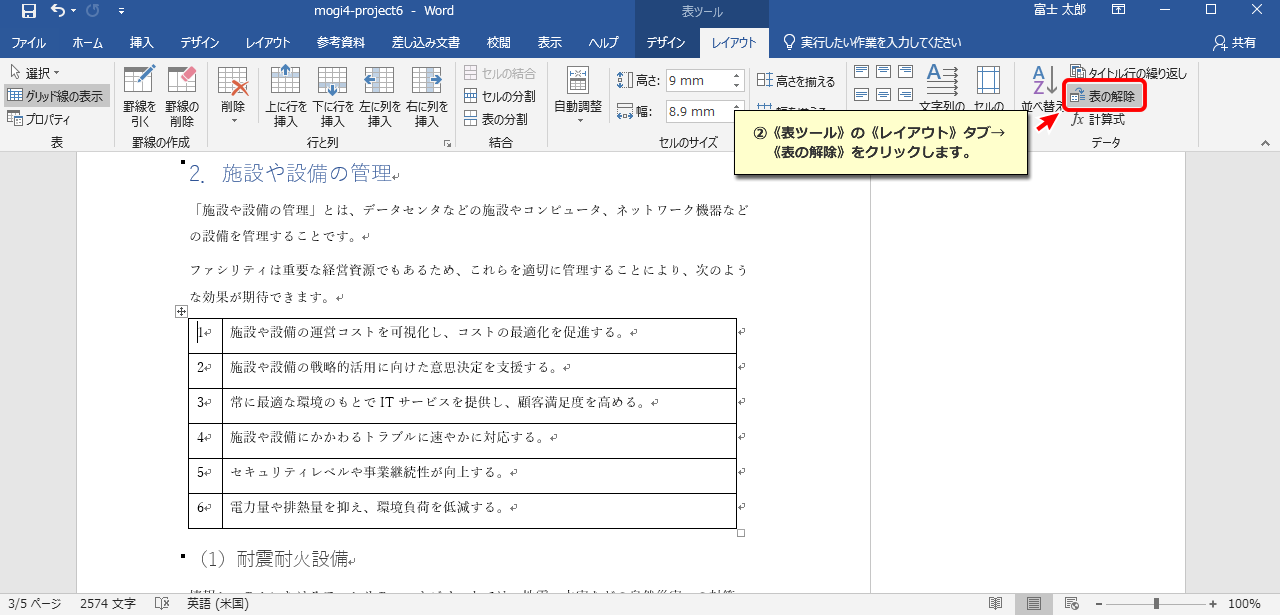 mogi4-project6 - Word
表ツール
富士 太郎
ファイル ホーム 挿入 デザイン レイアウト 参考資料 差し込み文書 校閲 表示 ヘルプ デザイン レイアウト 実行したい作業を入力してください 共有
選択
グリッド線の表示
プロパティ
表
罫線を引く
罫線の削除
罫線の作成
削除
上に行を挿入
下に行を挿入
左に列を挿入
右に列を挿入
行と列
セルの結合
セルの分割
表の分割
結合
自動調整
高さ: 9 mm
幅: 8.9 mm
高さを揃える
セルのサイズ
文字列の
セルの
並べ替え
タイトル行の繰り返し
表の解除
fx 計算式
データ
②《表ツール》の《レイアウト》タブ→
《表の解除》をクリックします。
2. 施設や設備の管理
「施設や設備の管理」とは、データセンタなどの施設やコンピュータ、ネットワーク機器など
の設備を管理することです。
ファシリティは重要な経営資源でもあるため、これらを適切に管理することにより、次のよう
な効果が期待できます。
1 施設や設備の運営コストを可視化し、コストの最適化を促進する。
2 施設や設備の戦略的活用に向けた意思決定を支援する。
3 常に最適な環境のもとで IT サービスを提供し、顧客満足度を高める。
4 施設や設備にかかわるトラブルに速やかに対応する。
5 セキュリティレベルや事業継続性が向上する。
6 電力量や排熱量を抑え、環境負荷を低減する。
(1) 耐震耐火設備
3/5 ページ 2574 文字 英語 (米国) 100%